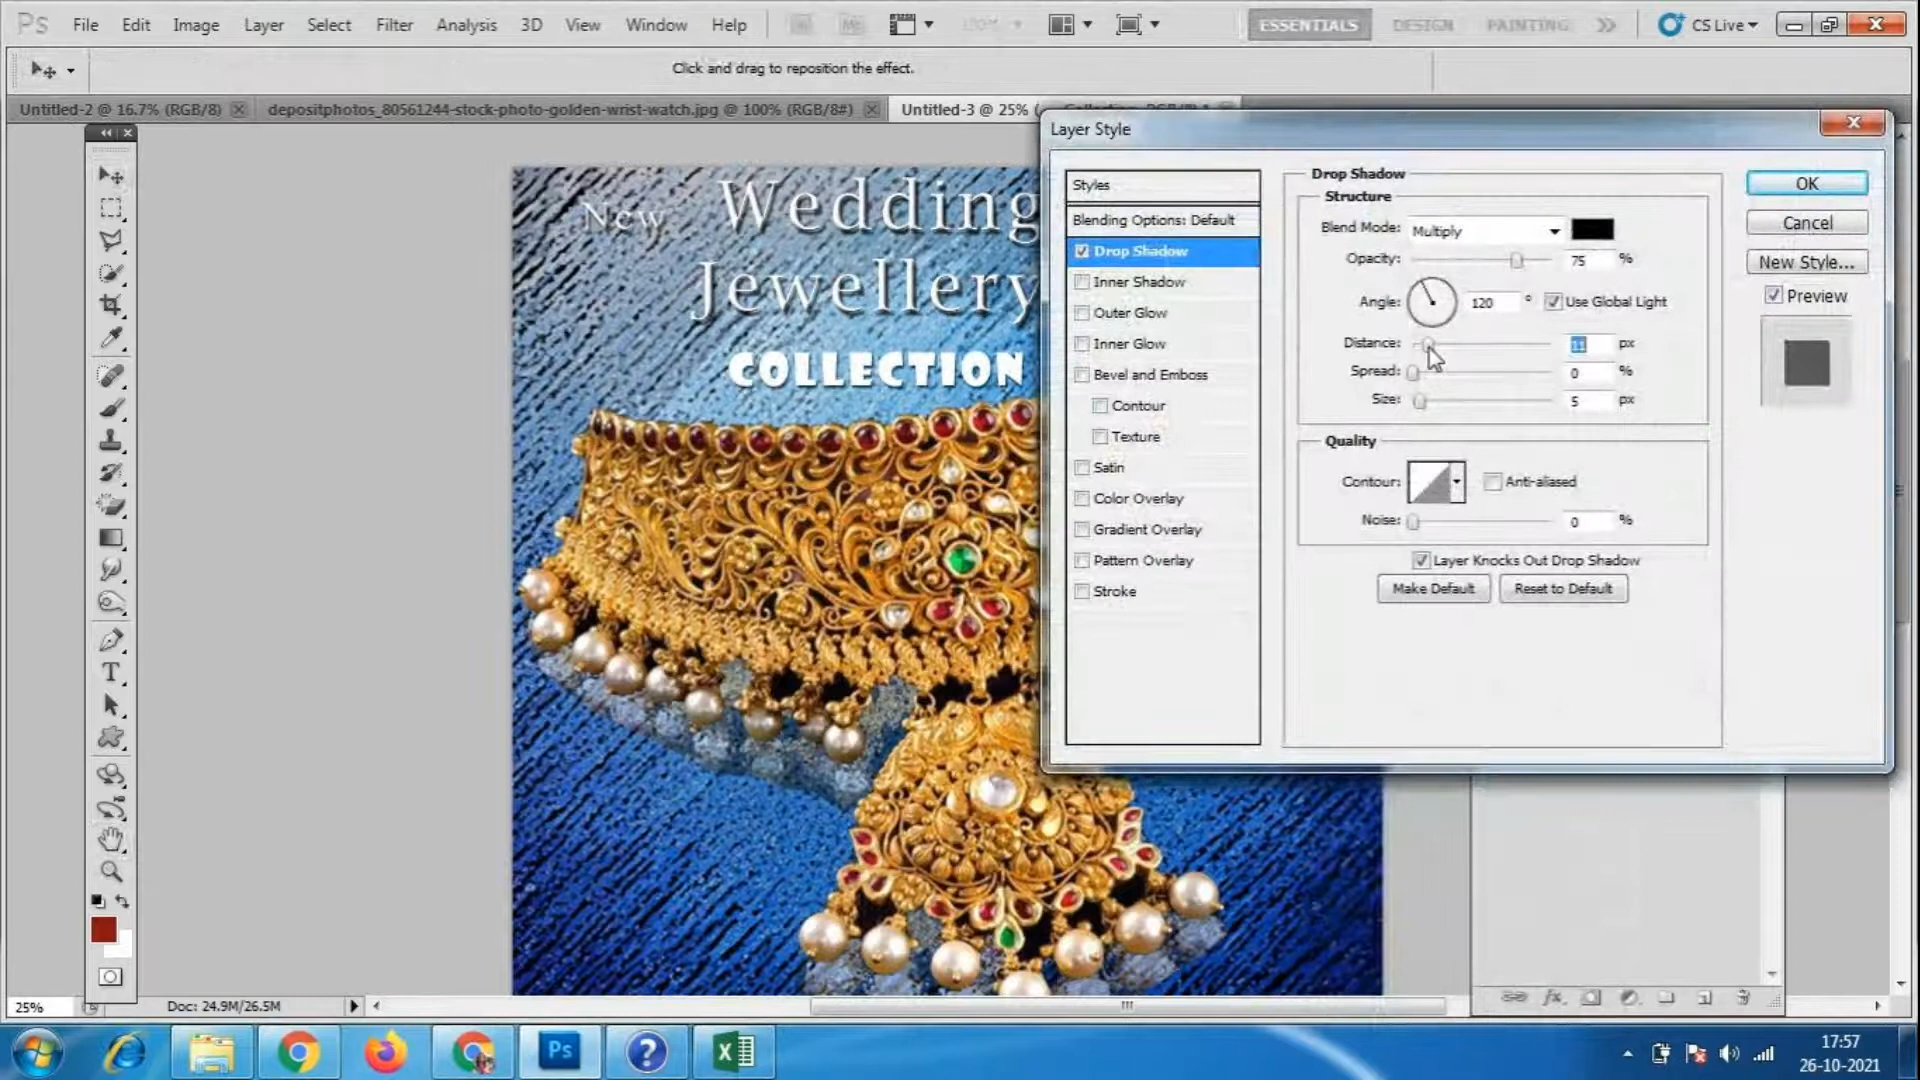 Ps File Edit Image Layer Select Filter Analysis 3D View Window Help
ESSENTIALS DESIGN PAINTING CS Live
Click and drag to reposition the effect.
Untitled-2 @ 16.7% (RGB/8) depositphotos_80561244-stock-photo-golden-wrist-watch.jpg @ 100% (RGB/8#) Untitled-3 @ 25%
Layer Style
New Wedding
Jewellery
COLLECTION
Styles
Blending Options: Default
Drop Shadow
Inner Shadow
Outer Glow
Inner Glow
Bevel and Emboss
Contour
Texture
Satin
Color Overlay
Gradient Overlay
Pattern Overlay
Stroke
Drop Shadow
Structure
Blend Mode: Multiply
Opacity: 75 %
Angle: 120 ° Use Global Light
Distance: 11 px
Spread: 0 %
Size: 5 px
Quality
Contour: Anti-aliased
Noise: 0 %
Layer Knocks Out Drop Shadow
Make Default Reset to Default
OK
Cancel
New Style...
Preview
25% Doc: 24.9M/26.5M
Ps
17:57
26-10-2021